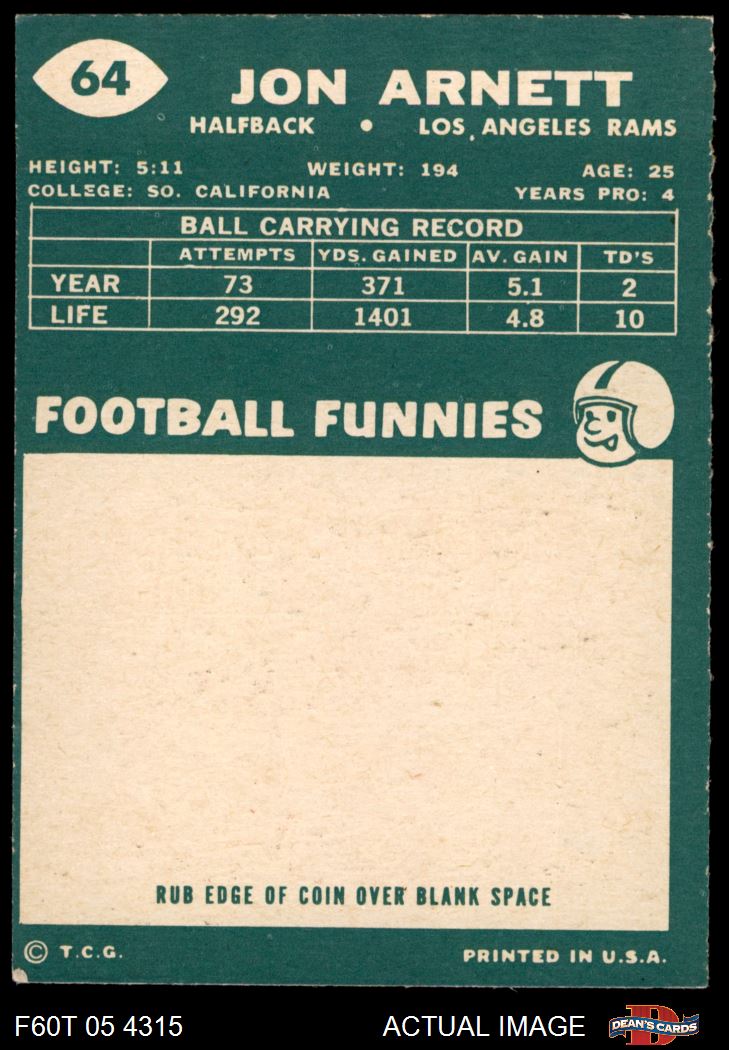 64
JON ARNETT
HALFBACK • LOS ANGELES RAMS
HEIGHT: 5:11 WEIGHT: 194 AGE: 25
COLLEGE: SO. CALIFORNIA YEARS PRO: 4
BALL CARRYING RECORD
ATTEMPTS YDS. GAINED AV. GAIN TD'S
YEAR 73 371 5.1 2
LIFE 292 1401 4.8 10
FOOTBALL FUNNIES
RUB EDGE OF COIN OVER BLANK SPACE
© T.C.G. PRINTED IN U.S.A.
F60T 05 4315 ACTUAL IMAGE DEAN'S CARDS